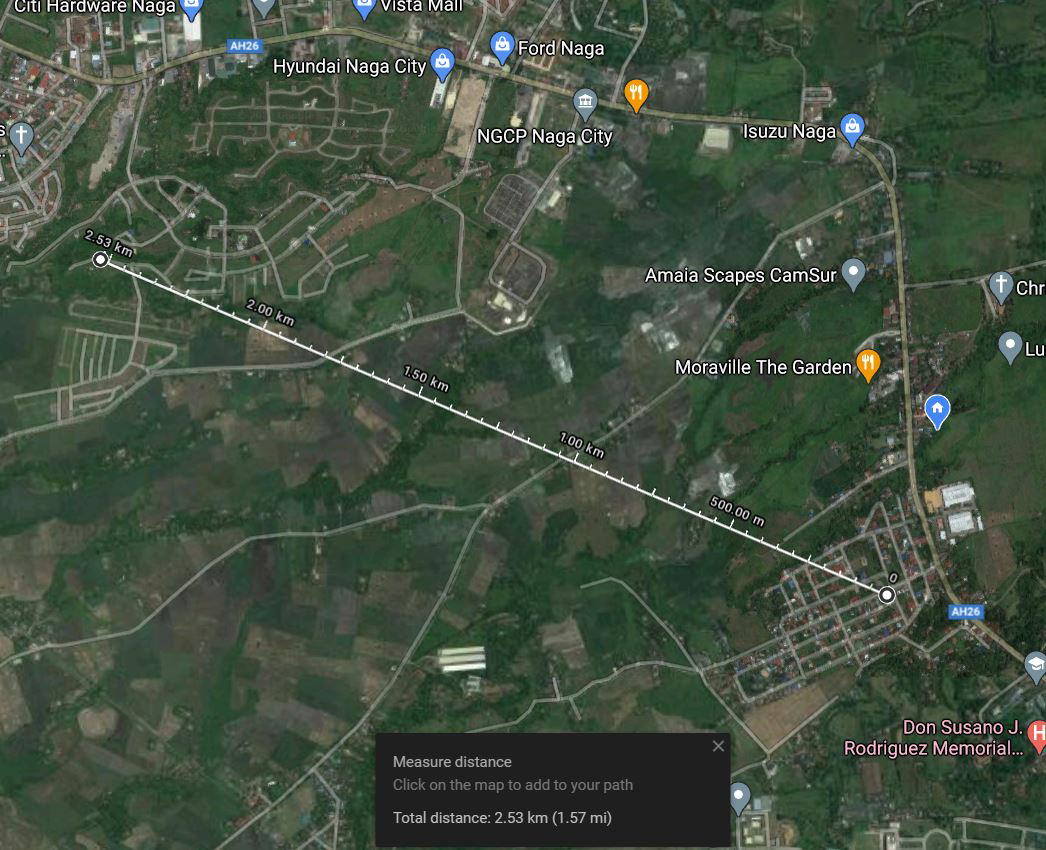 Citi Hardware Naga
Vista Mall
AH26
Ford Naga
Hyundai Naga City
NGCP Naga City
Isuzu Naga
s
...
2.53 km
Amaia Scapes CamSur
Chr
2.00 km
Lu
Moraville The Garden
1.50 km
1.00 km
500.00 m
0
AH26
Don Susano J.
Rodriguez Memorial...
H
Measure distance
Click on the map to add to your path
Total distance: 2.53 km (1.57 mi)